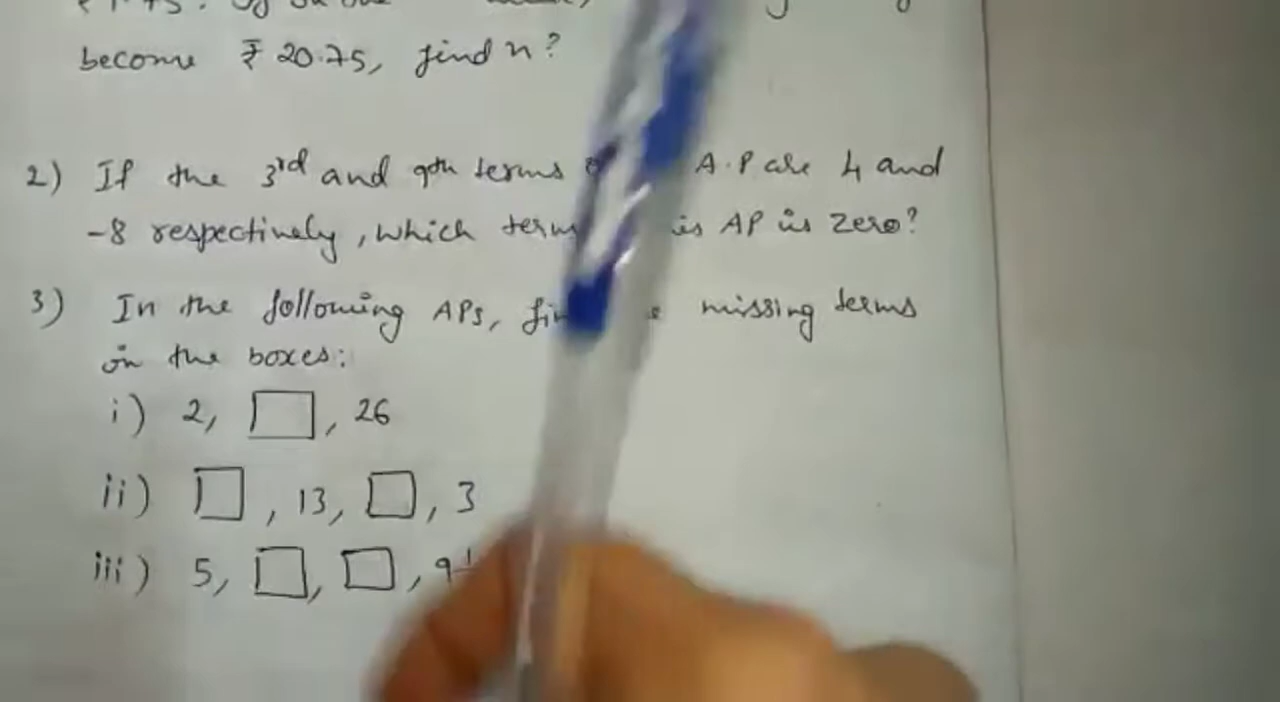 become ₹ 20.75, find n?
2) If the 3rd and 9th terms A.P are 4 and
-8 respectively, which term is AP is zero?
3) In the following APs, missing terms
in the boxes:
i) 2, □, 26
ii) □, 13, □, 3
iii) 5, □, □, 9